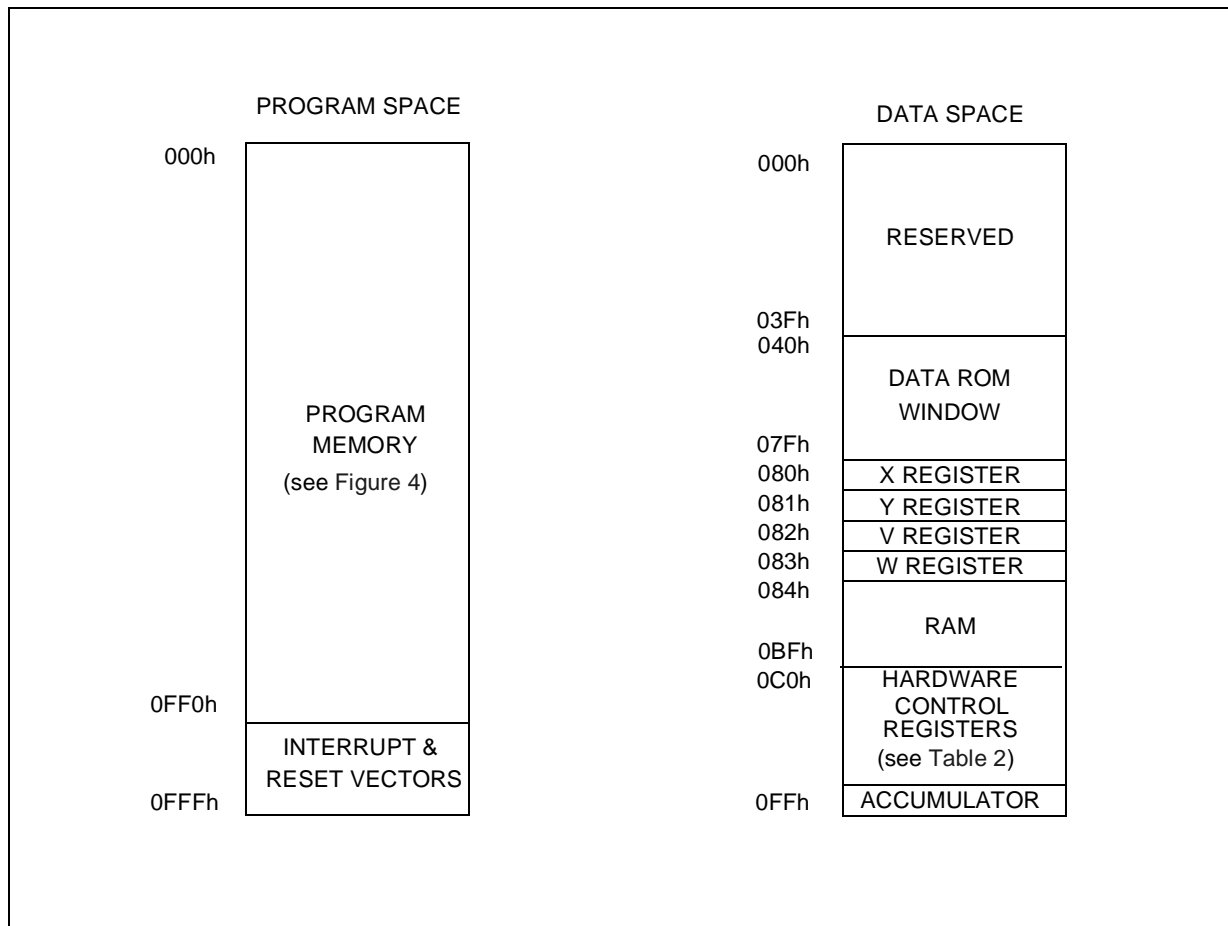 PROGRAM SPACE
000h
PROGRAM
MEMORY
(see Figure 4)
0FF0h
INTERRUPT &
RESET VECTORS
0FFFh
DATA SPACE
000h
RESERVED
03Fh
040h
DATA ROM
WINDOW
07Fh
080h
X REGISTER
081h
Y REGISTER
082h
V REGISTER
083h
W REGISTER
084h
RAM
0BFh
0C0h
HARDWARE
CONTROL
REGISTERS
(see Table 2)
0FFh
ACCUMULATOR